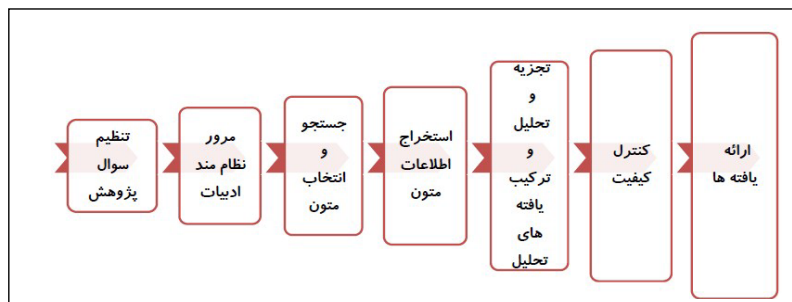 تنظیم
سوال
پژوهش
مرور
نظام مند
ادبیات
جستجو
و
انتخاب
متون
استخراج
اطلاعات
متون
تجزیه
و
تحلیل
و
ترکیب
یافته
های
تحلیل
کنترل
کیفیت
ارائه
یافته ها